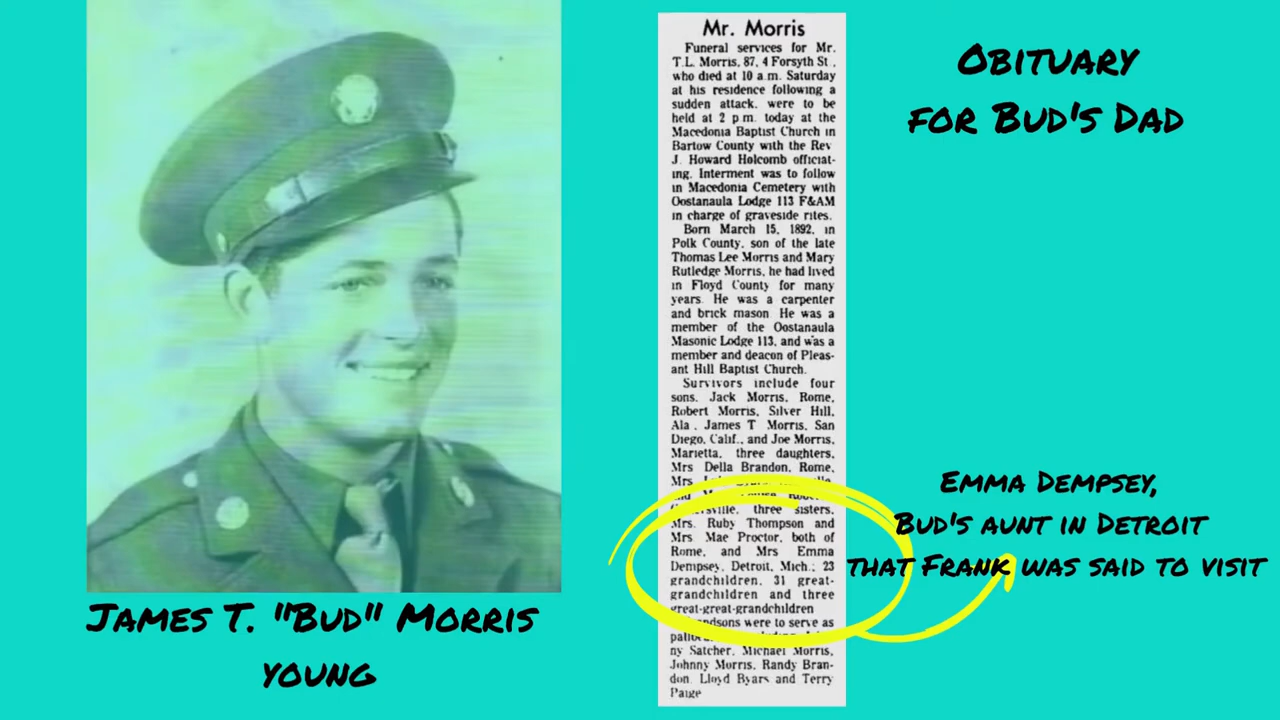 JAMES T. "BUD" MORRIS
YOUNG
Mr. Morris
Funeral services for Mr.
T.L. Morris, 87, 4 Forsyth St.,
who died at 10 a.m. Saturday
at his residence following a
sudden attack, were to be
held at 2 p.m. today at the
Macedonia Baptist Church in
Bartow County with the Rev
J. Howard Holcomb officiat-
ing. Interment was to follow
in Macedonia Cemetery with
Oostanaula Lodge 113 F&AM
in charge of graveside rites.
Born March 15, 1892, in
Polk County, son of the late
Thomas Lee Morris and Mary
Rutledge Morris, he had lived
in Floyd County for many
years. He was a carpenter
and brick mason. He was a
member of the Oostanaula
Masonic Lodge 113, and was a
member and deacon of Pleas-
ant Hill Baptist Church.
Survivors include four
sons, Jack Morris, Rome,
Robert Morris, Silver Hill,
Ala., James T. Morris, San
Diego, Calif., and Joe Morris,
Marietta, three daughters,
Mrs Della Brandon, Rome,
Mrs.
and
three sisters,
Mrs. Ruby Thompson and
Mrs. Mae Proctor, both of
Rome, and Mrs Emma
Dempsey, Detroit, Mich.; 23
grandchildren, 31 great-
grandchildren and three
great-great-grandchildren
were to serve as
ny Satcher, Michael Morris,
Johnny Morris, Randy Bran-
don, Lloyd Byars and Terry
Paige
OBITUARY
FOR BUD'S DAD
EMMA DEMPSEY,
BUD'S AUNT IN DETROIT
THAT FRANK WAS SAID TO VISIT